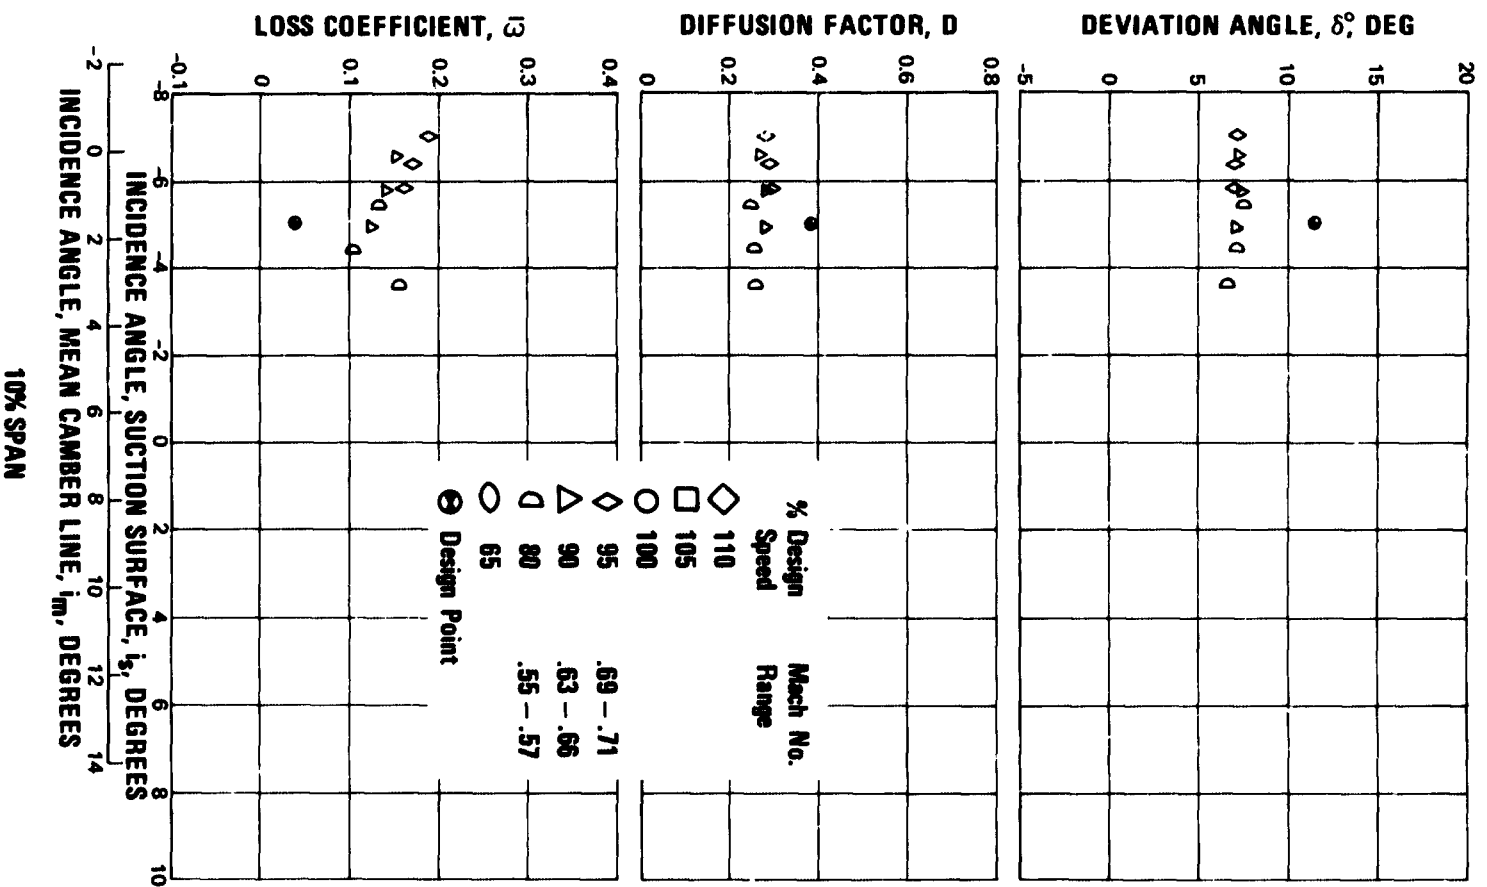 DEVIATION ANGLE, δ°, DEG
20
15
10
5
0
-5
DIFFUSION FACTOR, D
0.8
0.6
0.4
0.2
0
LOSS COEFFICIENT, ω̄
0.4
0.3
0.2
0.1
0
-0.1
% Design Speed
Mach No. Range
110
105
100
95 .69 – .71
90 .63 – .66
80 .55 – .57
65
Design Point
-8 -6 -4 -2 0 2 4 6 8 10
INCIDENCE ANGLE, SUCTION SURFACE, is, DEGREES
-2 0 2 4 6 8 10 12 14
INCIDENCE ANGLE, MEAN CAMBER LINE, im, DEGREES
10% SPAN